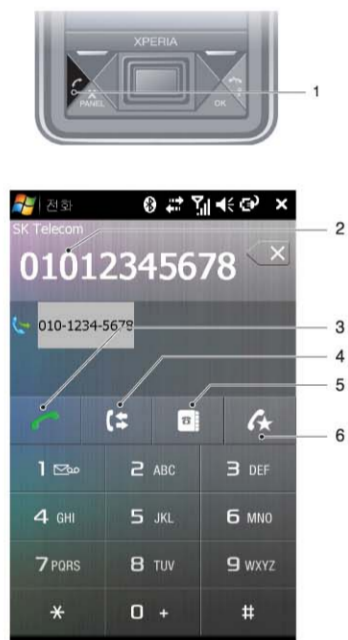 XPERIA
PANEL OK
1
전화
SK Telecom
2
01012345678
010-1234-5678
3
4
5
6
1 2 ABC 3 DEF
4 GHI 5 JKL 6 MNO
7 PQRS 8 TUV 9 WXYZ
* 0 + #